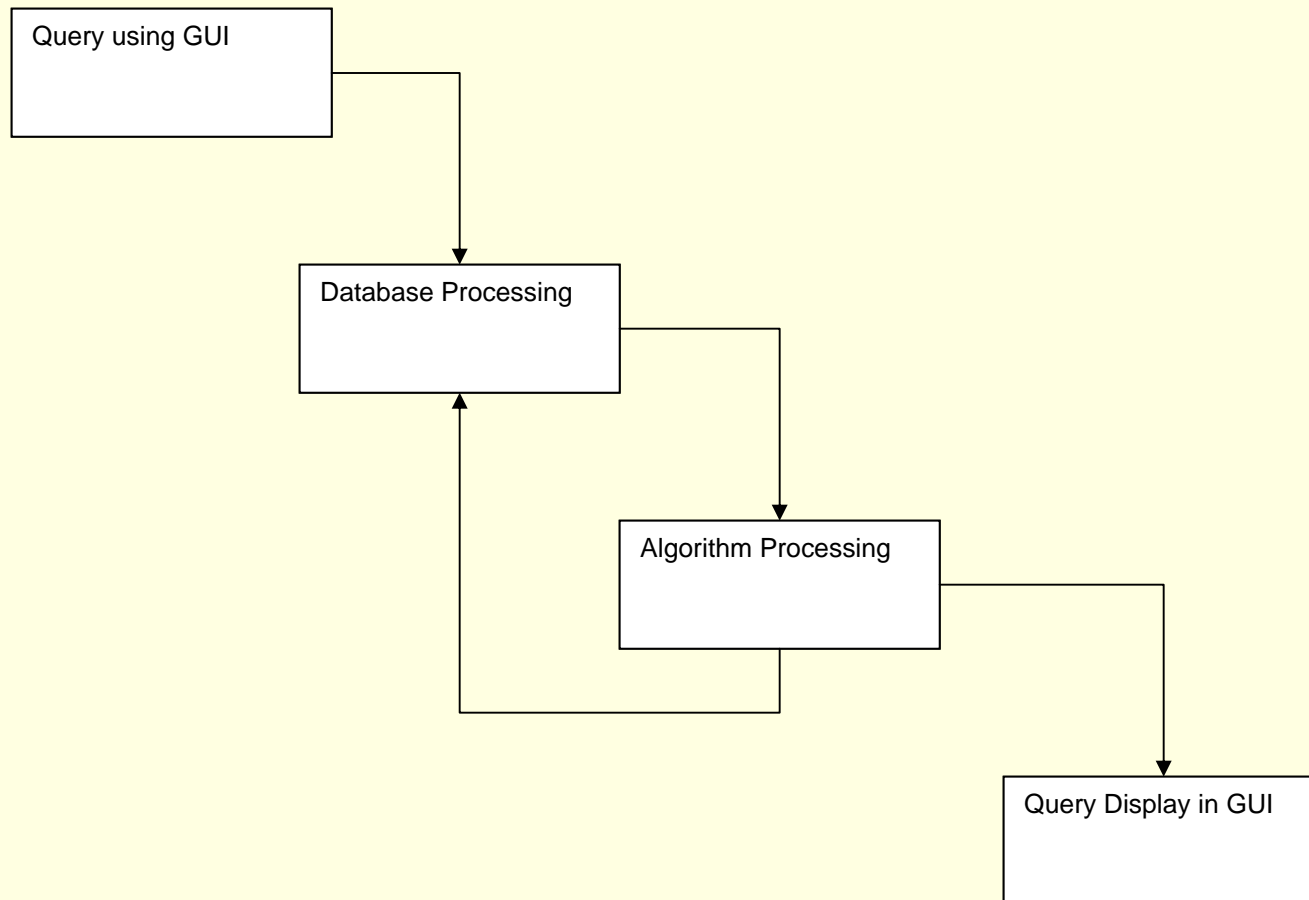 Query using GUI
Database Processing
Algorithm Processing
Query Display in GUI